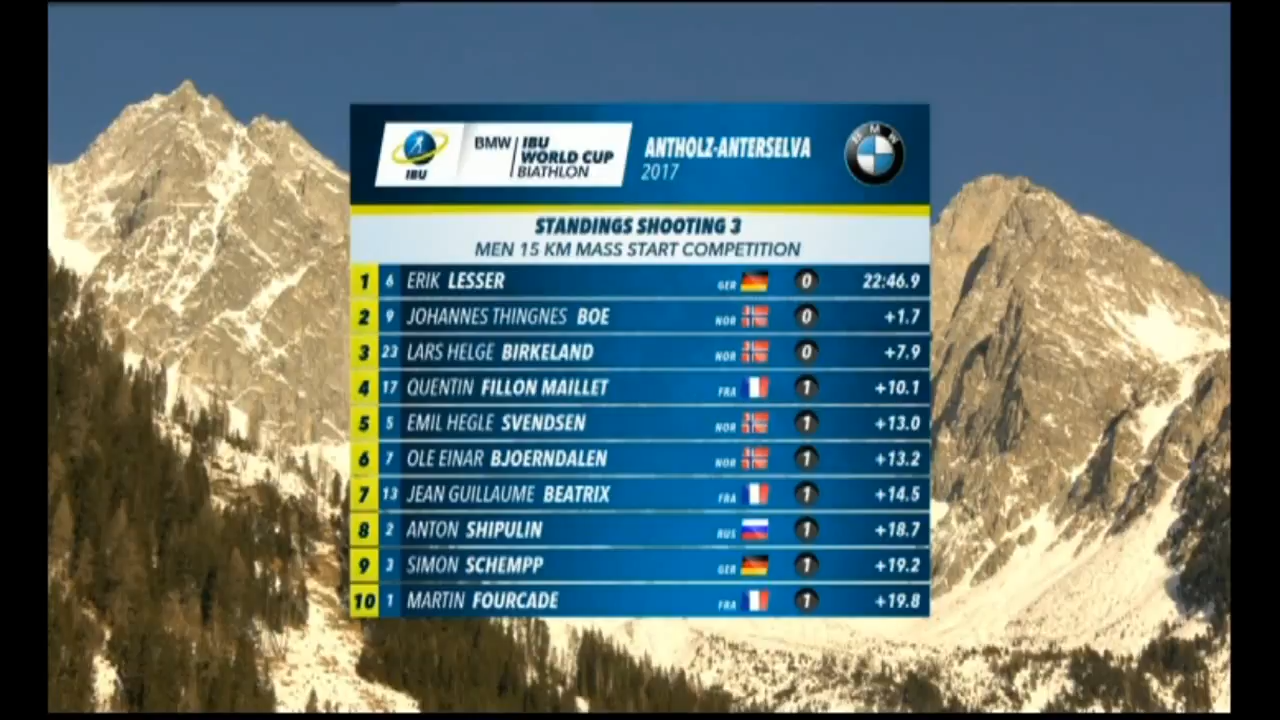 IBU
BMW
IBU
WORLD CUP
BIATHLON
ANTHOLZ-ANTERSELVA
2017
BMW
STANDINGS SHOOTING 3
MEN 15 KM MASS START COMPETITION
1 6 ERIK LESSER GER 0 22:46.9
2 9 JOHANNES THINGNES BOE NOR 0 +1.7
3 23 LARS HELGE BIRKELAND NOR 0 +7.9
4 17 QUENTIN FILLON MAILLET FRA 1 +10.1
5 5 EMIL HEGLE SVENDSEN NOR 1 +13.0
6 7 OLE EINAR BJOERNDALEN NOR 1 +13.2
7 13 JEAN GUILLAUME BEATRIX FRA 1 +14.5
8 2 ANTON SHIPULIN RUS 1 +18.7
9 3 SIMON SCHEMPP GER 1 +19.2
10 1 MARTIN FOURCADE FRA 1 +19.8